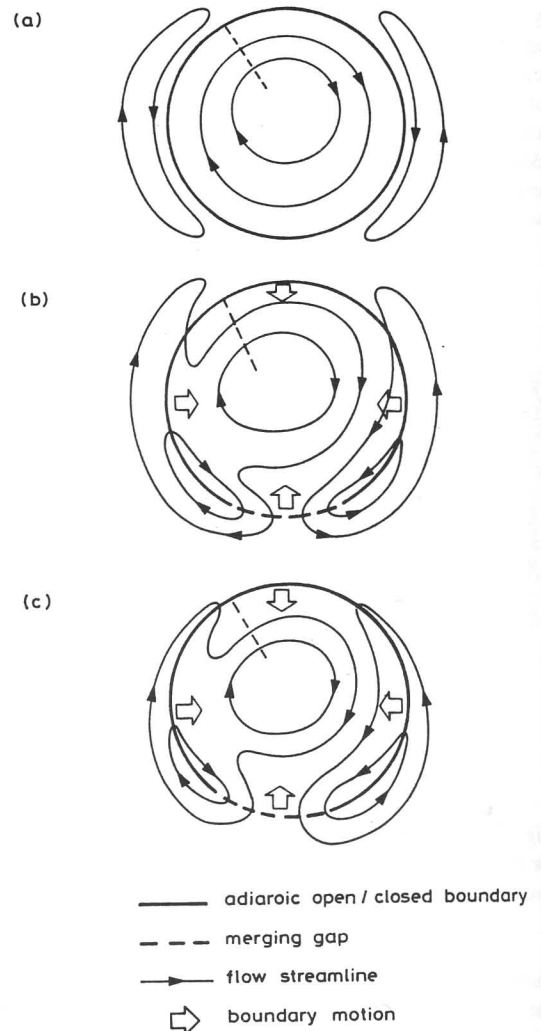 (a)
(b)
(c)
adiaroic open / closed boundary
merging gap
flow streamline
boundary motion